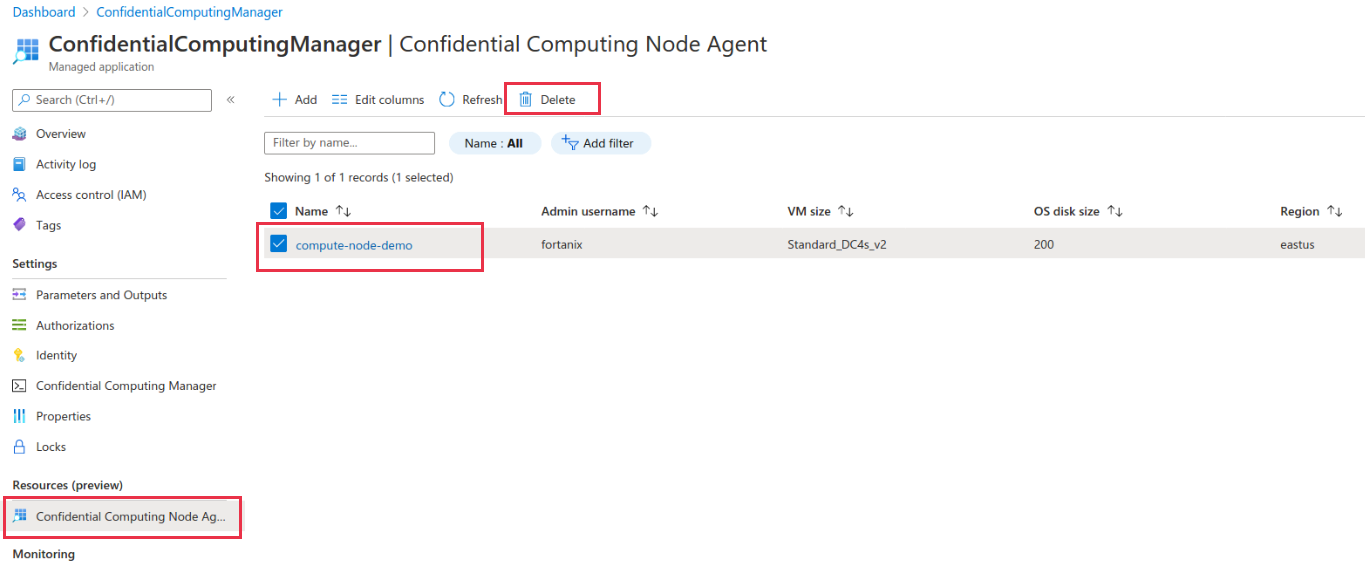 Dashboard > ConfidentialComputingManager
ConfidentialComputingManager | Confidential Computing Node Agent
Managed application
Search (Ctrl+/)
«
Overview
Activity log
Access control (IAM)
Tags
Settings
Parameters and Outputs
Authorizations
Identity
Confidential Computing Manager
Properties
Locks
Resources (preview)
Confidential Computing Node Ag...
Monitoring
Add Edit columns Refresh Delete
Filter by name... Name : All Add filter
Showing 1 of 1 records (1 selected)
Name ↑↓ Admin username ↑↓ VM size ↑↓ OS disk size ↑↓ Region ↑↓
compute-node-demo fortanix Standard_DC4s_v2 200 eastus